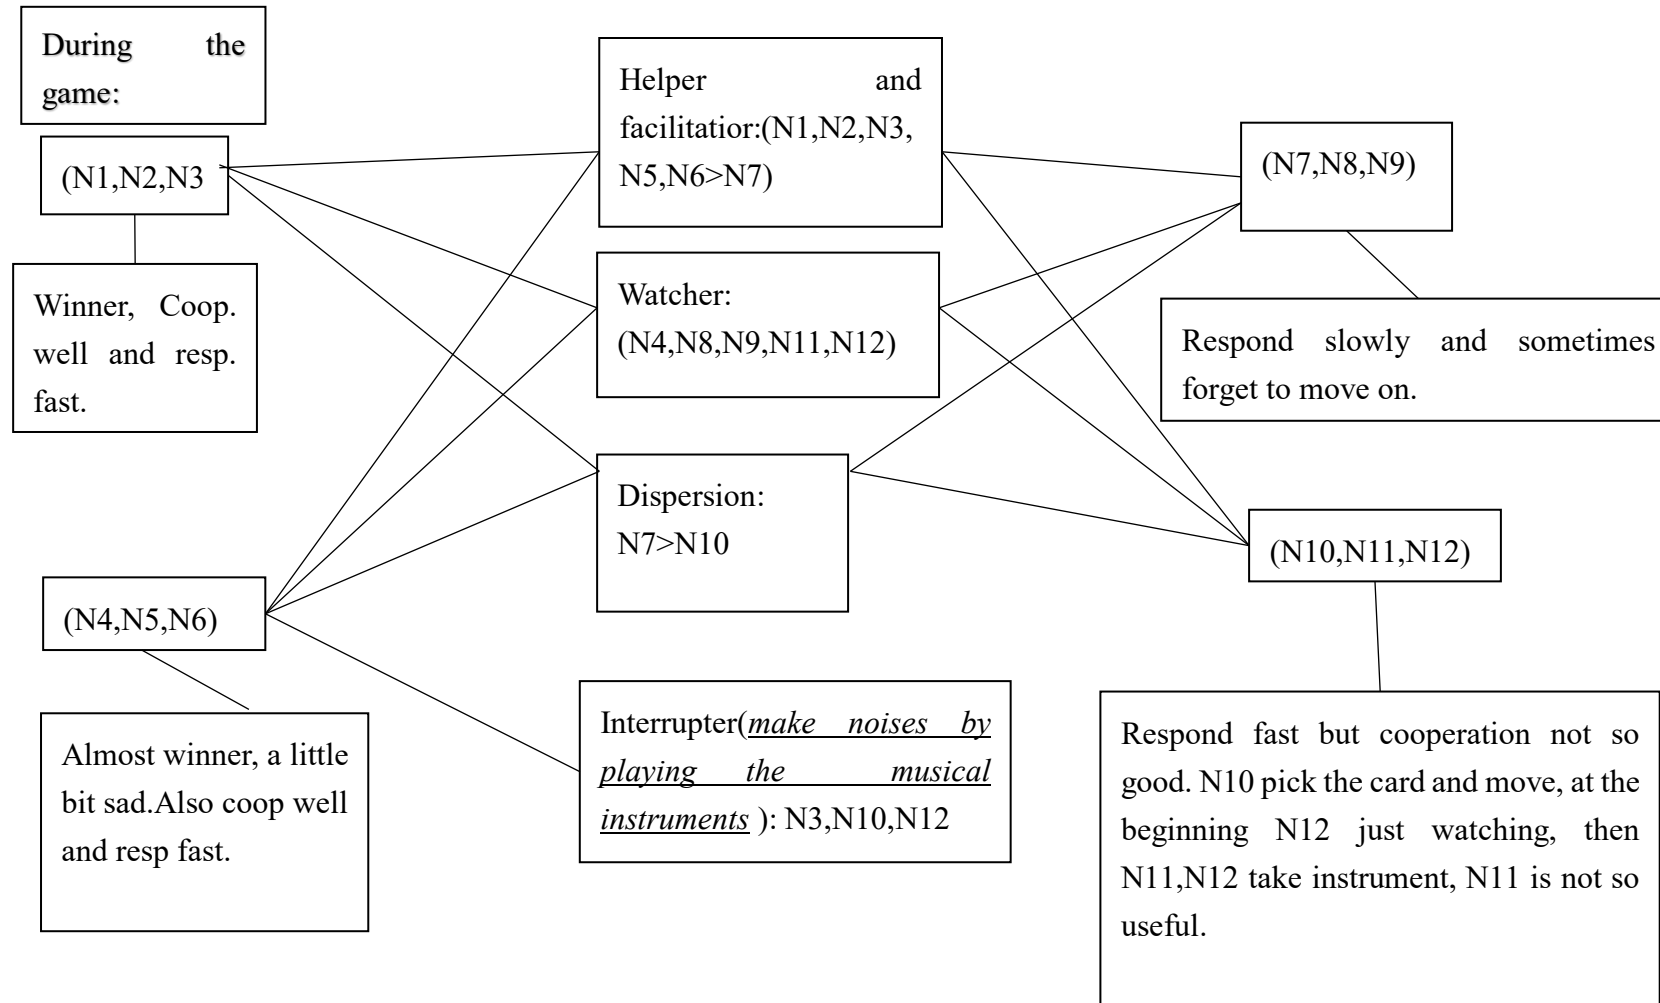 During the
game:
(N1,N2,N3
Winner, Coop.
well and resp.
fast.
(N4,N5,N6)
Almost winner, a little
bit sad.Also coop well
and resp fast.
Helper and
facilitatior:(N1,N2,N3,
N5,N6>N7)
Watcher:
(N4,N8,N9,N11,N12)
Dispersion:
N7>N10
Interrupter(make noises by
playing the musical
instruments ): N3,N10,N12
(N7,N8,N9)
Respond slowly and sometimes
forget to move on.
(N10,N11,N12)
Respond fast but cooperation not so
good. N10 pick the card and move, at the
beginning N12 just watching, then
N11,N12 take instrument, N11 is not so
useful.